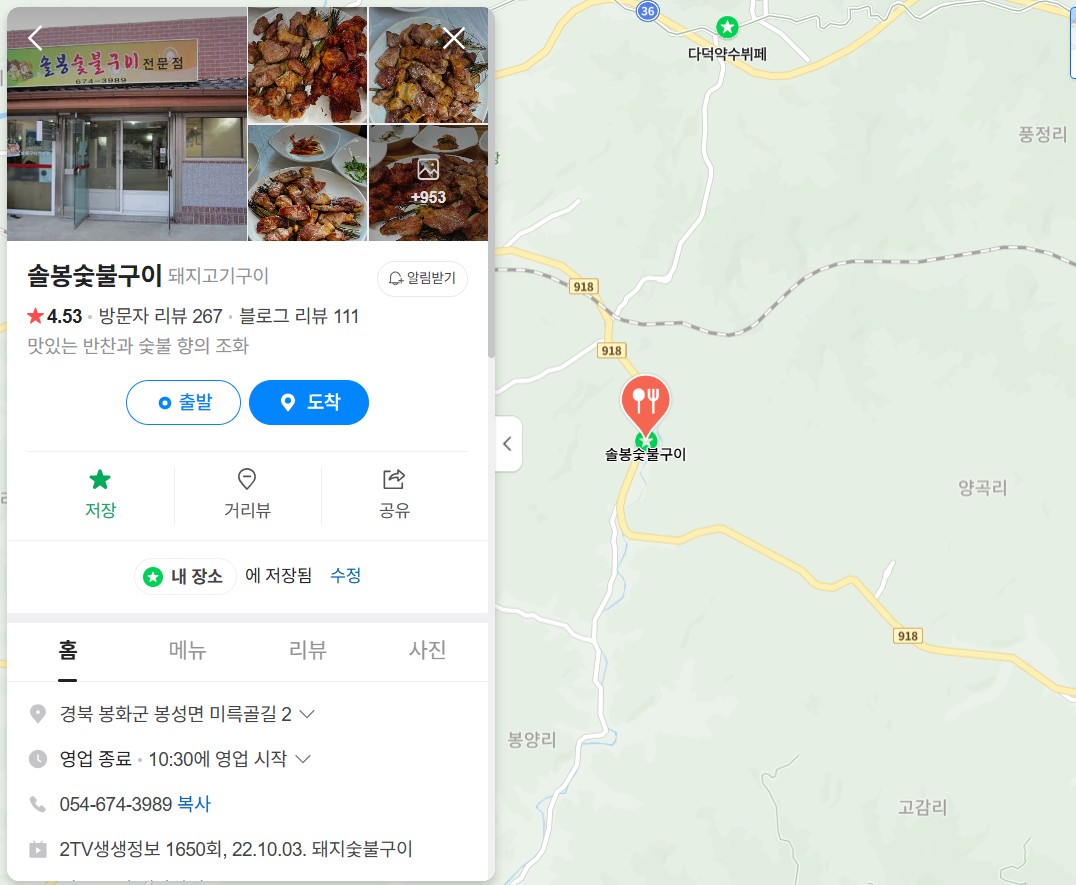 솔봉숯불구이전문점
674-3989
+953
솔봉숯불구이 돼지고기구이
알림받기
4.53 · 방문자 리뷰 267 · 블로그 리뷰 111
맛있는 반찬과 숯불 향의 조화
출발
도착
저장
거리뷰
공유
내 장소 에 저장됨 수정
홈
메뉴
리뷰
사진
경북 봉화군 봉성면 미륵골길 2
영업 종료 · 10:30에 영업 시작
054-674-3989 복사
2TV생생정보 1650회, 22.10.03. 돼지숯불구이
36
다덕약수뷔페
풍정리
918
918
솔봉숯불구이
양곡리
918
봉양리
고감리